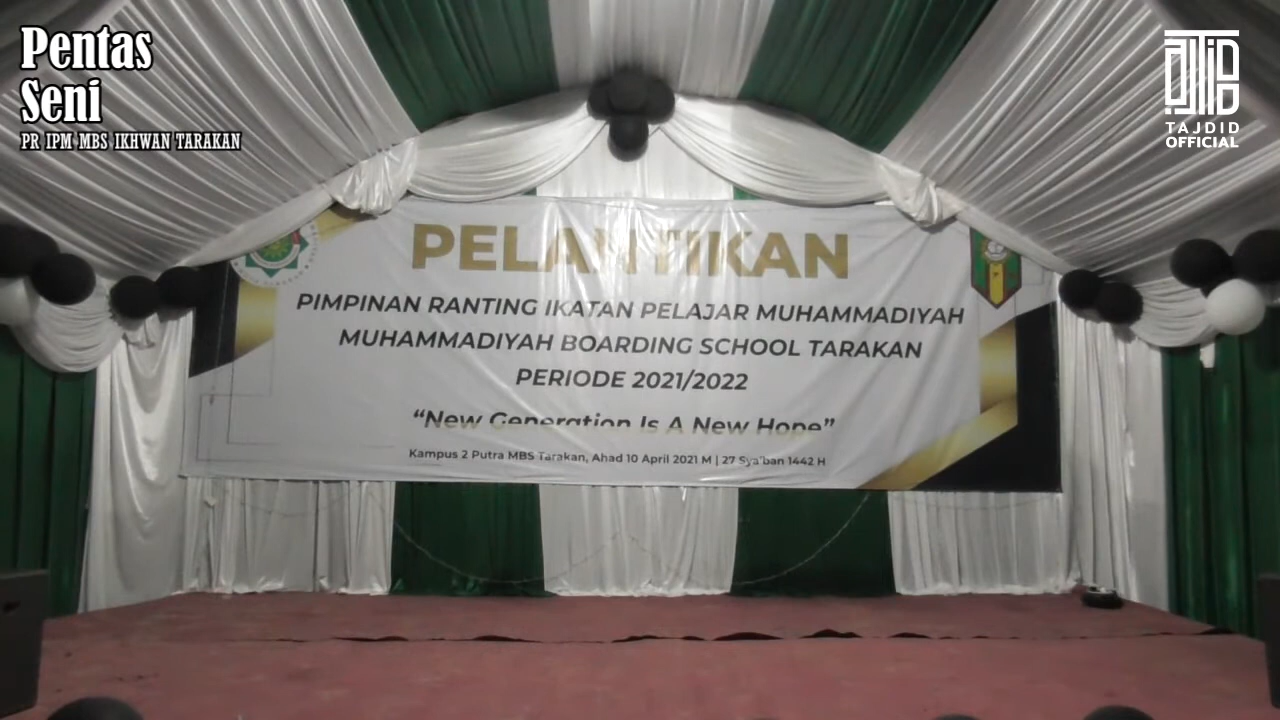 Pentas
Seni
PR IPM MBS IKHWAN TARAKAN
TAJDID
OFFICIAL
PELANTIKAN
PIMPINAN RANTING IKATAN PELAJAR MUHAMMADIYAH
MUHAMMADIYAH BOARDING SCHOOL TARAKAN
PERIODE 2021/2022
“New Generation Is A New Hope”
Kampus 2 Putra MBS Tarakan, Ahad 10 April 2021 M | 27 Sya'ban 1442 H